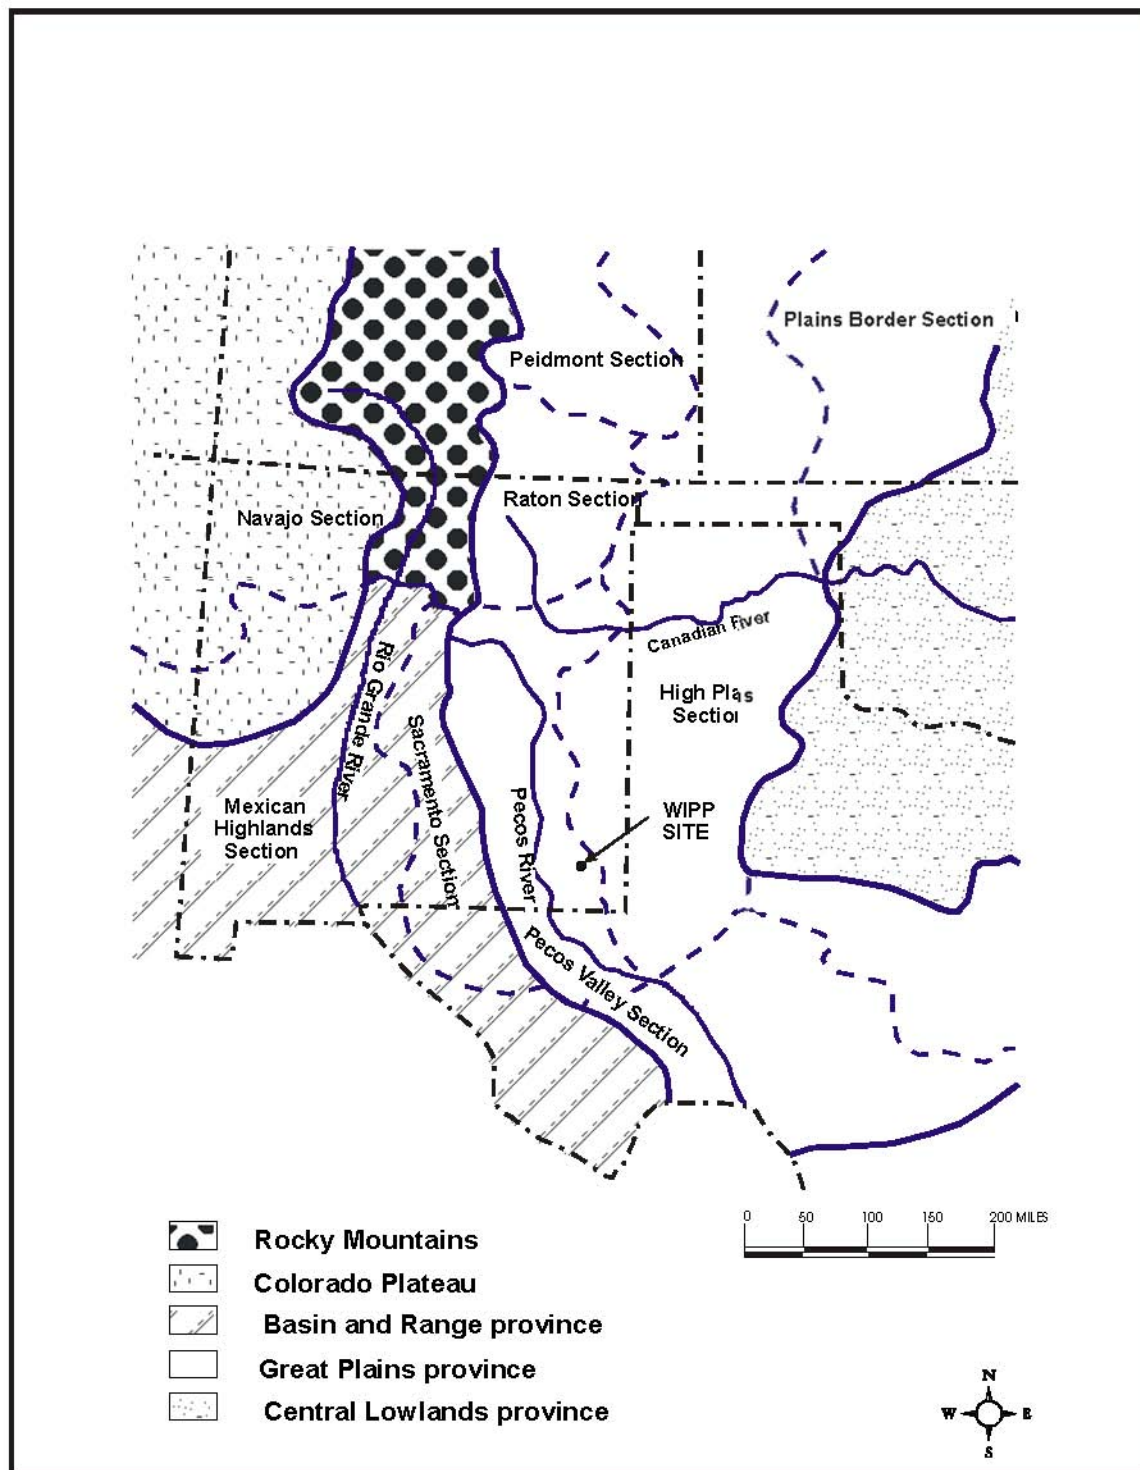 Plains Border Section
Peidmont Section
Raton Section
Navajo Section
Canadian River
Rio Grande River
High Plas
Sectior
Sacramento Section
Mexican
Highlands
Section
Pecos River
WIPP
SITE
Pecos Valley Section
0 50 100 150 200 MILES
Rocky Mountains
Colorado Plateau
Basin and Range province
Great Plains province
Central Lowlands province
N
W E
S